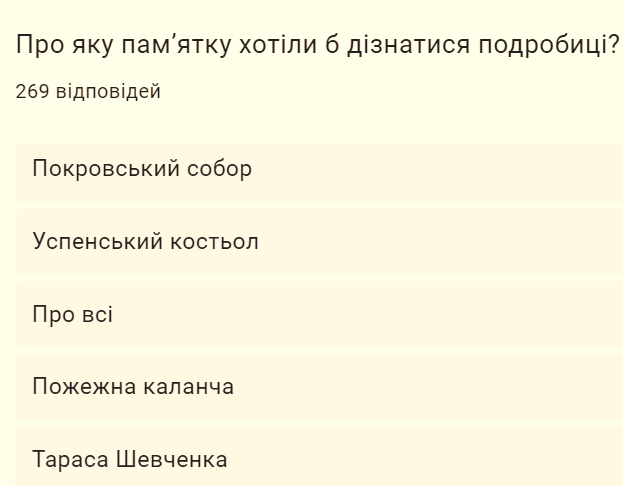 Про яку пам’ятку хотіли б дізнатися подробиці?
269 відповідей
Покровський собор
Успенський костьол
Про всі
Пожежна каланча
Тараса Шевченка